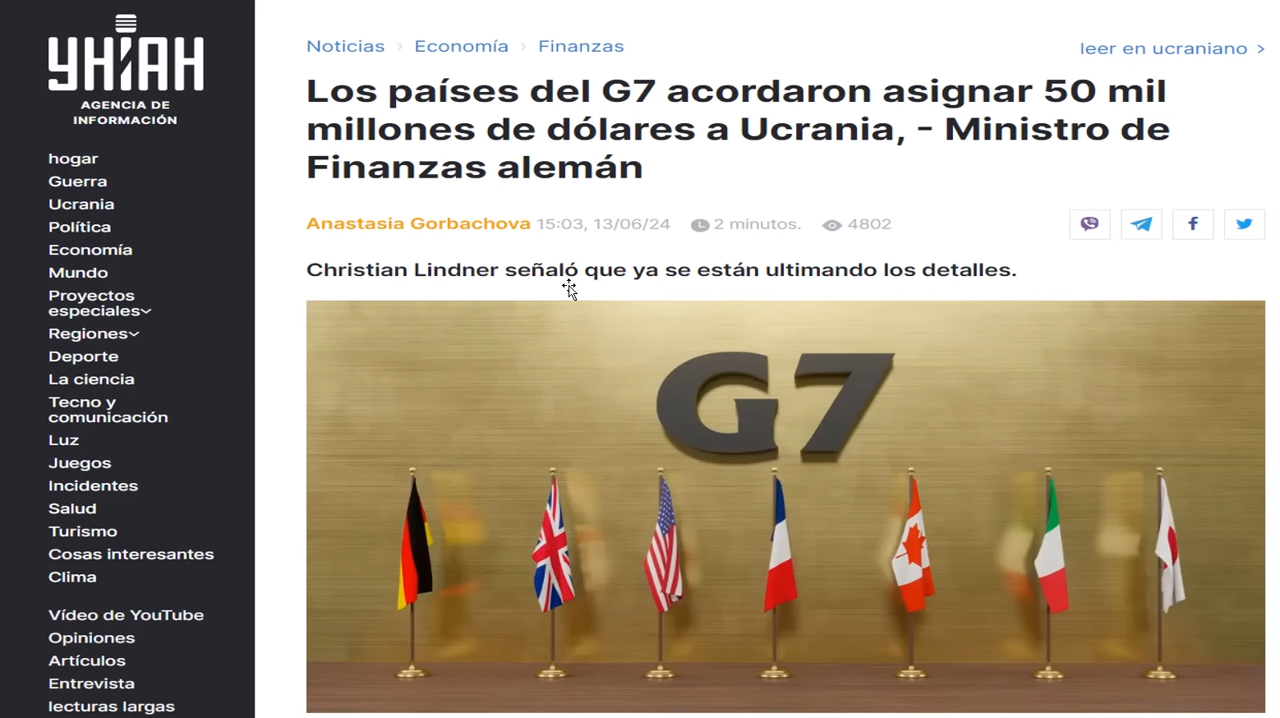 УНІАН
AGENCIA DE
INFORMACIÓN
hogar
Guerra
Ucrania
Política
Economía
Mundo
Proyectos
especiales
Regiones
Deporte
La ciencia
Tecno y
comunicación
Luz
Juegos
Incidentes
Salud
Turismo
Cosas interesantes
Clima
Vídeo de YouTube
Opiniones
Artículos
Entrevista
lecturas largas
Noticias › Economía › Finanzas
leer en ucraniano >
Los países del G7 acordaron asignar 50 mil
millones de dólares a Ucrania, - Ministro de
Finanzas alemán
Anastasia Gorbachova 15:03, 13/06/24 2 minutos. 4802
Christian Lindner señaló que ya se están ultimando los detalles.
G7